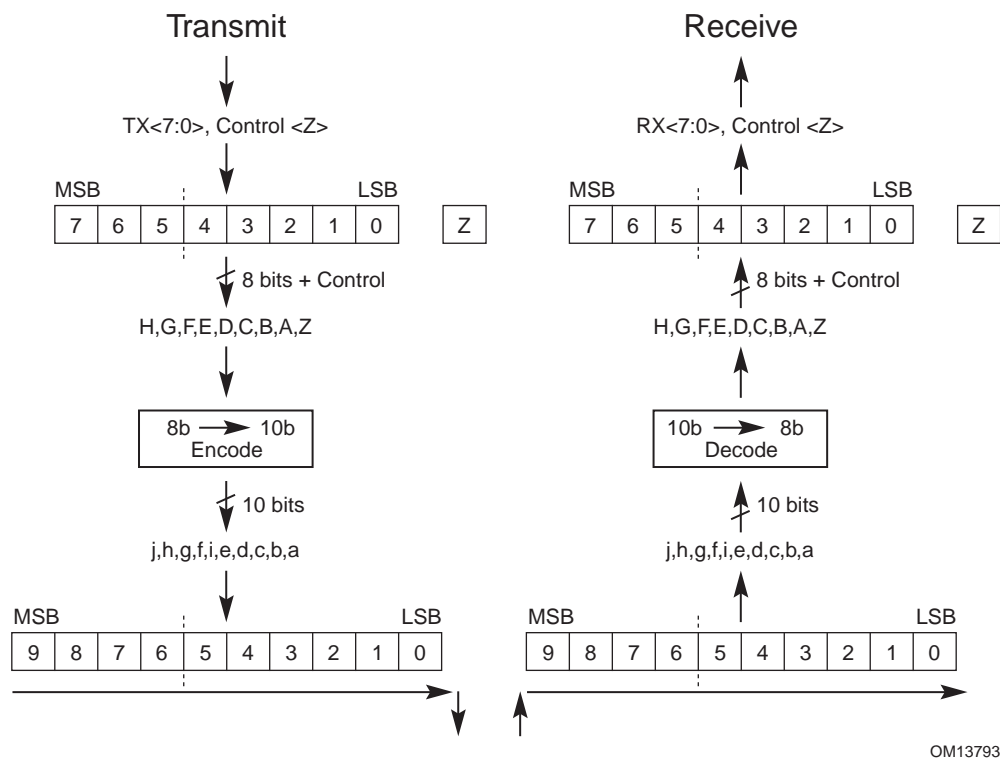 Transmit
TX<7:0>, Control <Z>
MSB LSB
7 6 5 4 3 2 1 0 Z
8 bits + Control
H,G,F,E,D,C,B,A,Z
8b 10b
Encode
10 bits
j,h,g,f,i,e,d,c,b,a
MSB LSB
9 8 7 6 5 4 3 2 1 0
Receive
RX<7:0>, Control <Z>
MSB LSB
7 6 5 4 3 2 1 0 Z
8 bits + Control
H,G,F,E,D,C,B,A,Z
10b 8b
Decode
10 bits
j,h,g,f,i,e,d,c,b,a
MSB LSB
9 8 7 6 5 4 3 2 1 0
OM13793